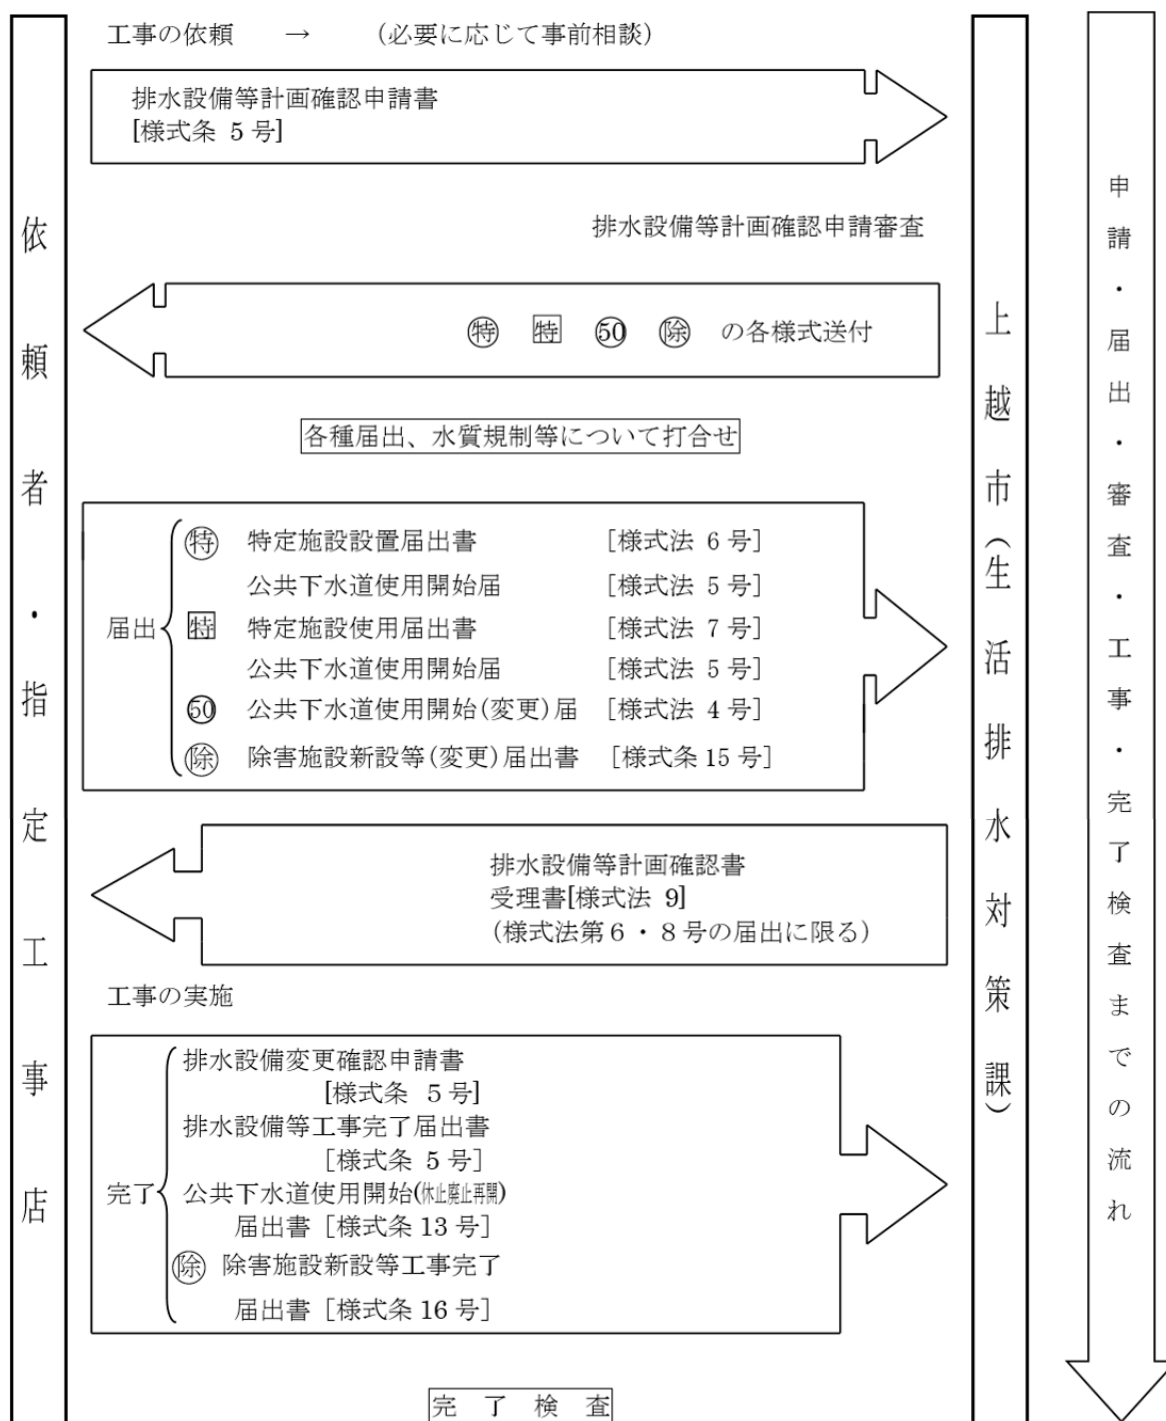 工事の依頼　→　(必要に応じて事前相談)
排水設備等計画確認申請書
[様式条 5 号]
排水設備等計画確認申請審査
㊕ 特 ㊿ 除 の各様式送付
各種届出、水質規制等について打合せ
届出
㊕ 特定施設設置届出書 [様式法 6 号]
公共下水道使用開始届 [様式法 5 号]
特 特定施設使用届出書 [様式法 7 号]
公共下水道使用開始届 [様式法 5 号]
㊿ 公共下水道使用開始(変更)届 [様式法 4 号]
除 除害施設新設等(変更)届出書 [様式条 15 号]
排水設備等計画確認書
受理書[様式法 9]
(様式法第６・８号の届出に限る)
工事の実施
完了
排水設備変更確認申請書
[様式条 5 号]
排水設備等工事完了届出書
[様式条 5 号]
公共下水道使用開始(休止廃止再開)
届出書 [様式条 13 号]
除 除害施設新設等工事完了
届出書 [様式条 16 号]
完 了 検 査
依頼者・指定工事店
上越市(生活排水対策課)
申請・届出・審査・工事・完了検査までの流れ